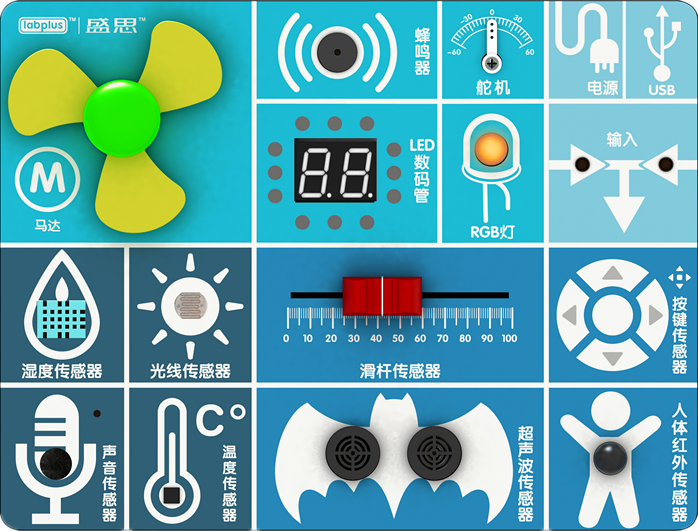 labplus™ 盛思™
M
马达
蜂鸣器
-30 0 30
-60 60
舵机
电源
USB
LED
数码管
8.8.
RGB灯
输入
湿度传感器
光线传感器
0 10 20 30 40 50 60 70 80 90 100
滑杆传感器
按键传感器
声音传感器
C°
温度传感器
超声波传感器
人体红外传感器